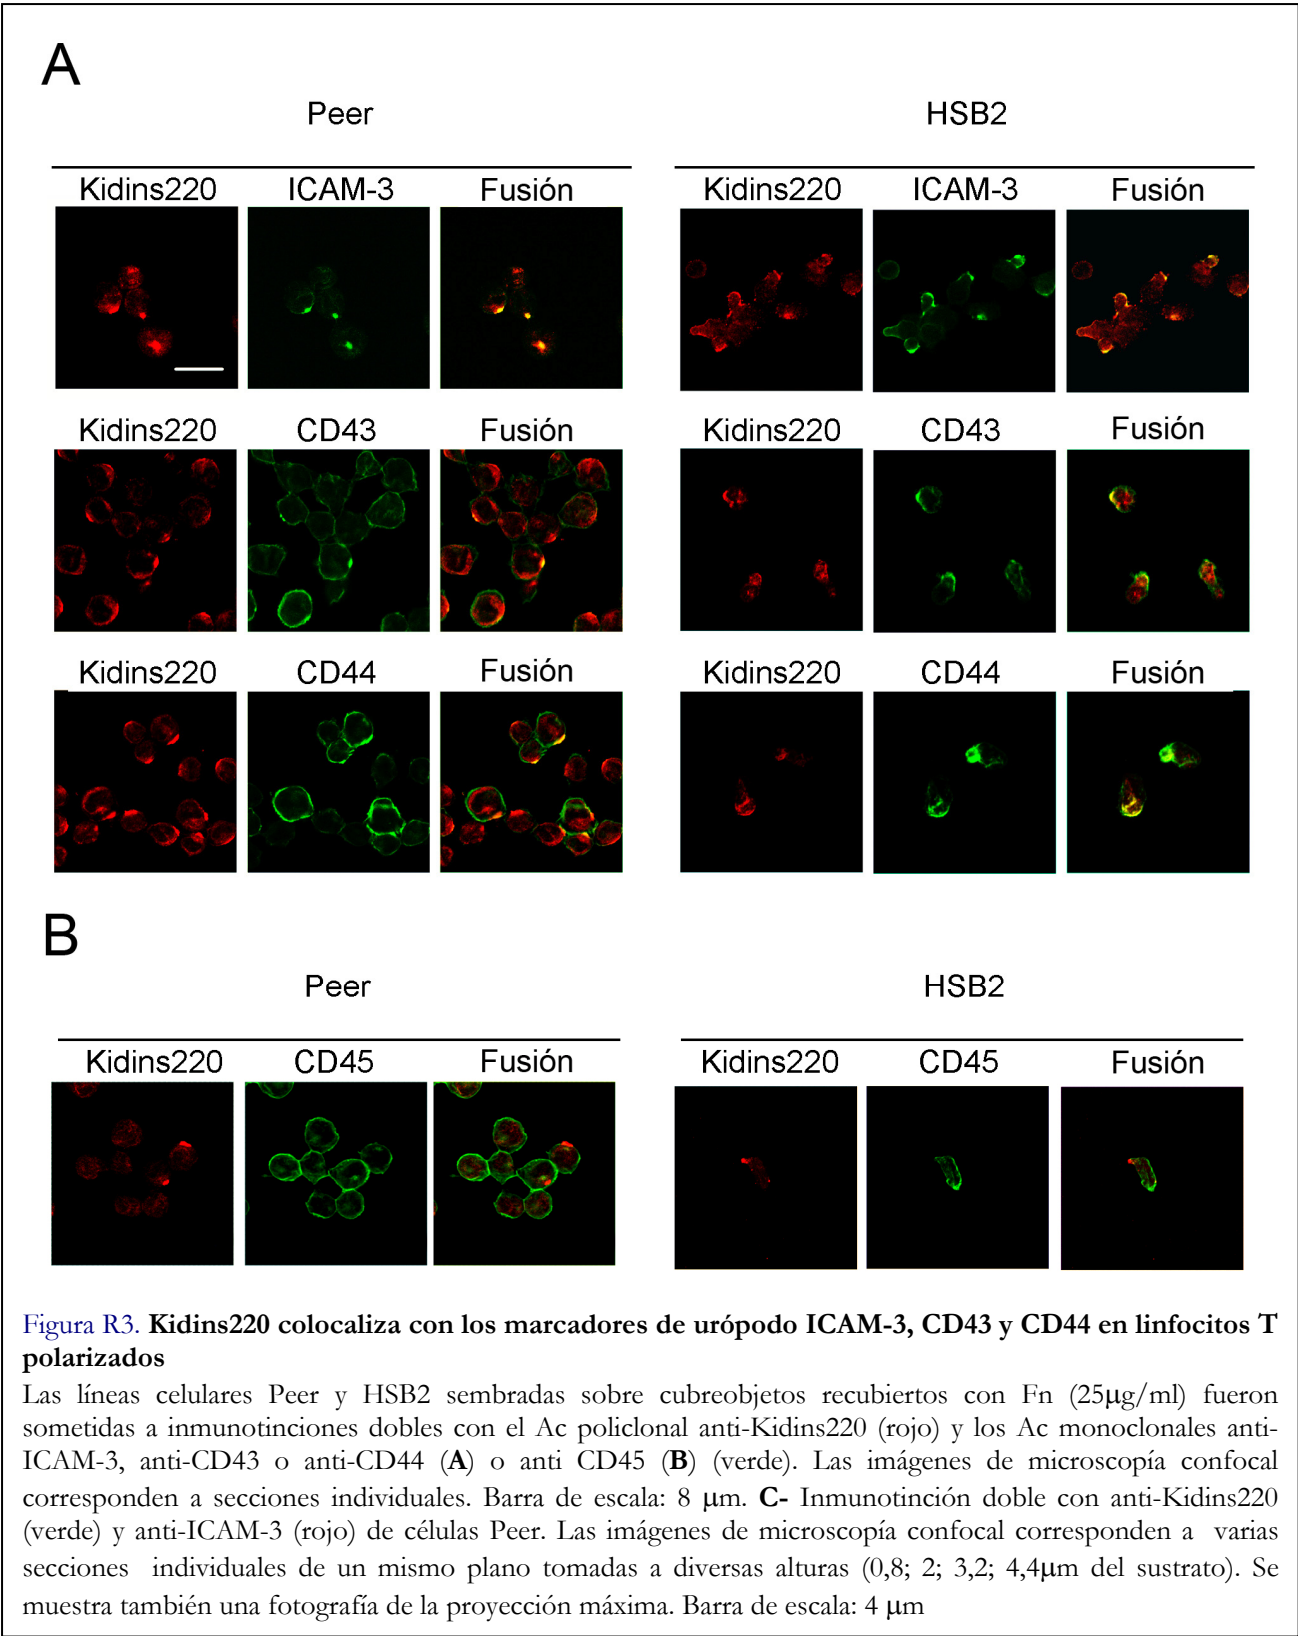 A
Peer HSB2
Kidins220 ICAM-3 Fusión Kidins220 ICAM-3 Fusión
Kidins220 CD43 Fusión Kidins220 CD43 Fusión
Kidins220 CD44 Fusión Kidins220 CD44 Fusión
B
Peer HSB2
Kidins220 CD45 Fusión Kidins220 CD45 Fusión
Figura R3. Kidins220 colocaliza con los marcadores de urópodo ICAM-3, CD43 y CD44 en linfocitos T
polarizados
Las líneas celulares Peer y HSB2 sembradas sobre cubreobjetos recubiertos con Fn (25μg/ml) fueron
sometidas a inmunotinciones dobles con el Ac policlonal anti-Kidins220 (rojo) y los Ac monoclonales anti-
ICAM-3, anti-CD43 o anti-CD44 (A) o anti CD45 (B) (verde). Las imágenes de microscopía confocal
corresponden a secciones individuales. Barra de escala: 8 μm. C- Inmunotinción doble con anti-Kidins220
(verde) y anti-ICAM-3 (rojo) de células Peer. Las imágenes de microscopía confocal corresponden a varias
secciones individuales de un mismo plano tomadas a diversas alturas (0,8; 2; 3,2; 4,4μm del sustrato). Se
muestra también una fotografía de la proyección máxima. Barra de escala: 4 μm